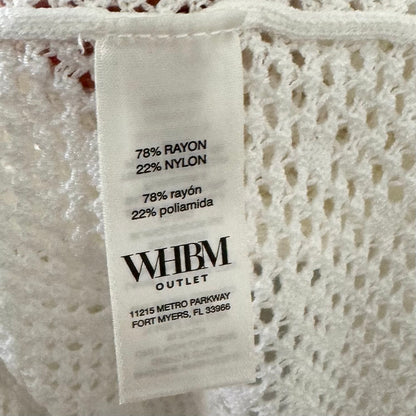 78% RAYON
22% NYLON
78% rayón
22% poliamida
WHBM
OUTLET
11215 METRO PARKWAY
FORT MYERS, FL 33966